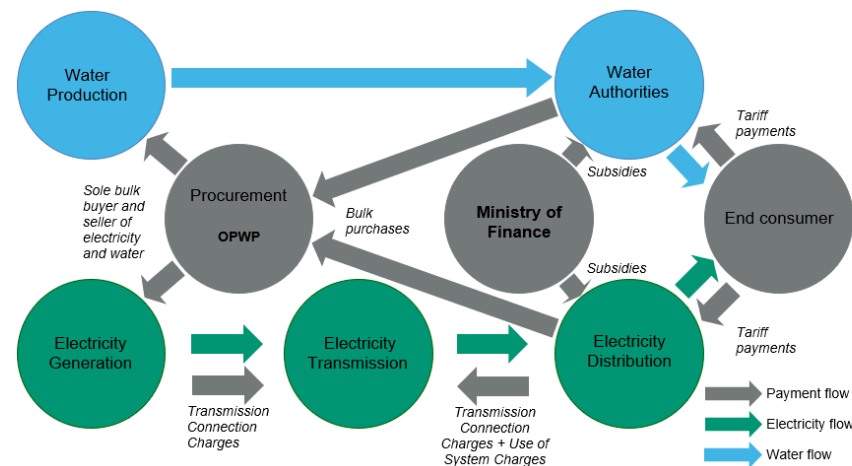 Water
Production
Water
Authorities
Tariff
payments
Subsidies
Sole bulk
buyer and
seller of
electricity
and water
Procurement
OPWP
Bulk
purchases
Ministry of
Finance
End consumer
Subsidies
Electricity
Generation
Electricity
Transmission
Electricity
Distribution
Tariff
payments
Transmission
Connection
Charges
Transmission
Connection
Charges + Use of
System Charges
Payment flow
Electricity flow
Water flow